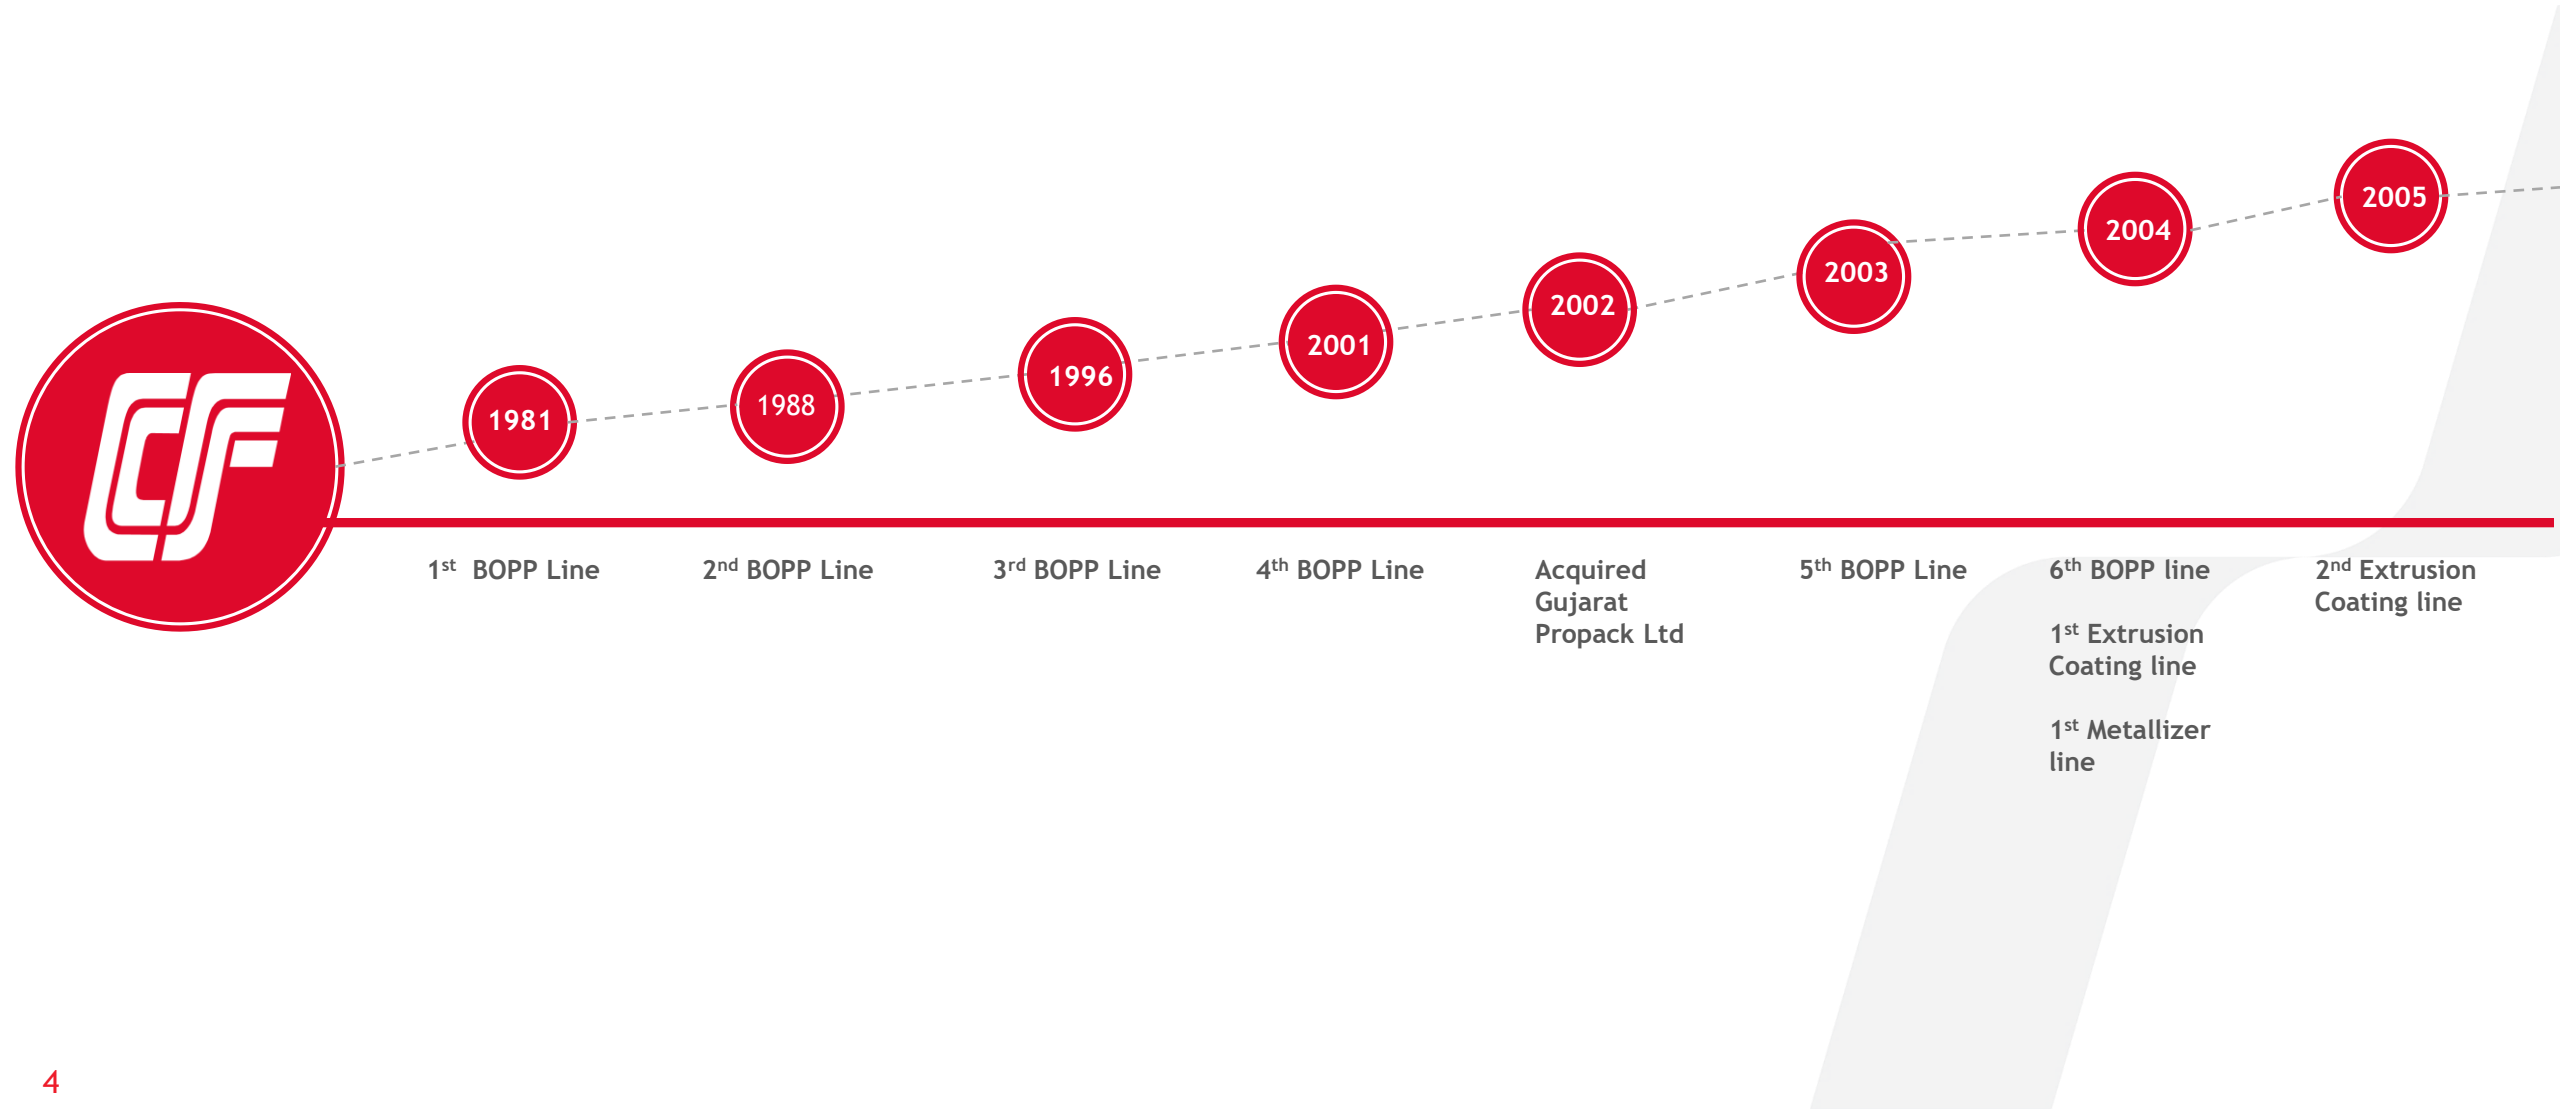 1981
1988
1996
2001
2002
2003
2004
2005
CF
1st BOPP Line
2nd BOPP Line
3rd BOPP Line
4th BOPP Line
Acquired
Gujarat
Propack Ltd
5th BOPP Line
6th BOPP line
1st Extrusion
Coating line
1st Metallizer
line
2nd Extrusion
Coating line
4